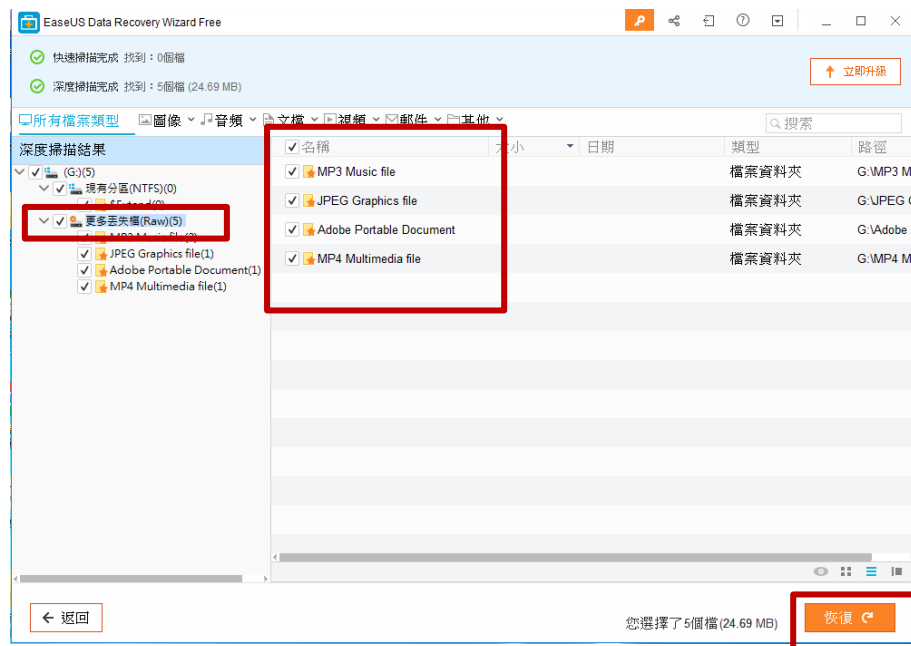 EaseUS Data Recovery Wizard Free
快速掃描完成 找到：0個檔
深度掃描完成 找到：5個檔 (24.69 MB)
立即升級
所有檔案類型 圖像 音頻 文檔 視頻 郵件 其他 搜索
深度掃描結果
名稱 大小 日期 類型 路徑
(G:)(5)
現有分區(NTFS)(0)
$Extend(0)
更多丟失檔(Raw)(5)
JPEG Graphics file(1)
Adobe Portable Document(1)
MP4 Multimedia file(1)
MP3 Music file 檔案資料夾 G:\MP3 M
JPEG Graphics file 檔案資料夾 G:\JPEG
Adobe Portable Document 檔案資料夾 G:\Adobe
MP4 Multimedia file 檔案資料夾 G:\MP4 M
返回
您選擇了5個檔(24.69 MB)
恢復